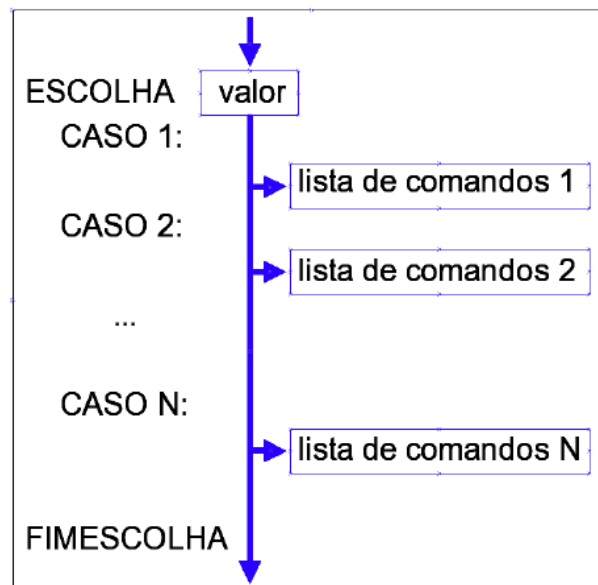 ESCOLHA valor
CASO 1:
lista de comandos 1
CASO 2:
lista de comandos 2
...
CASO N:
lista de comandos N
FIMESCOLHA